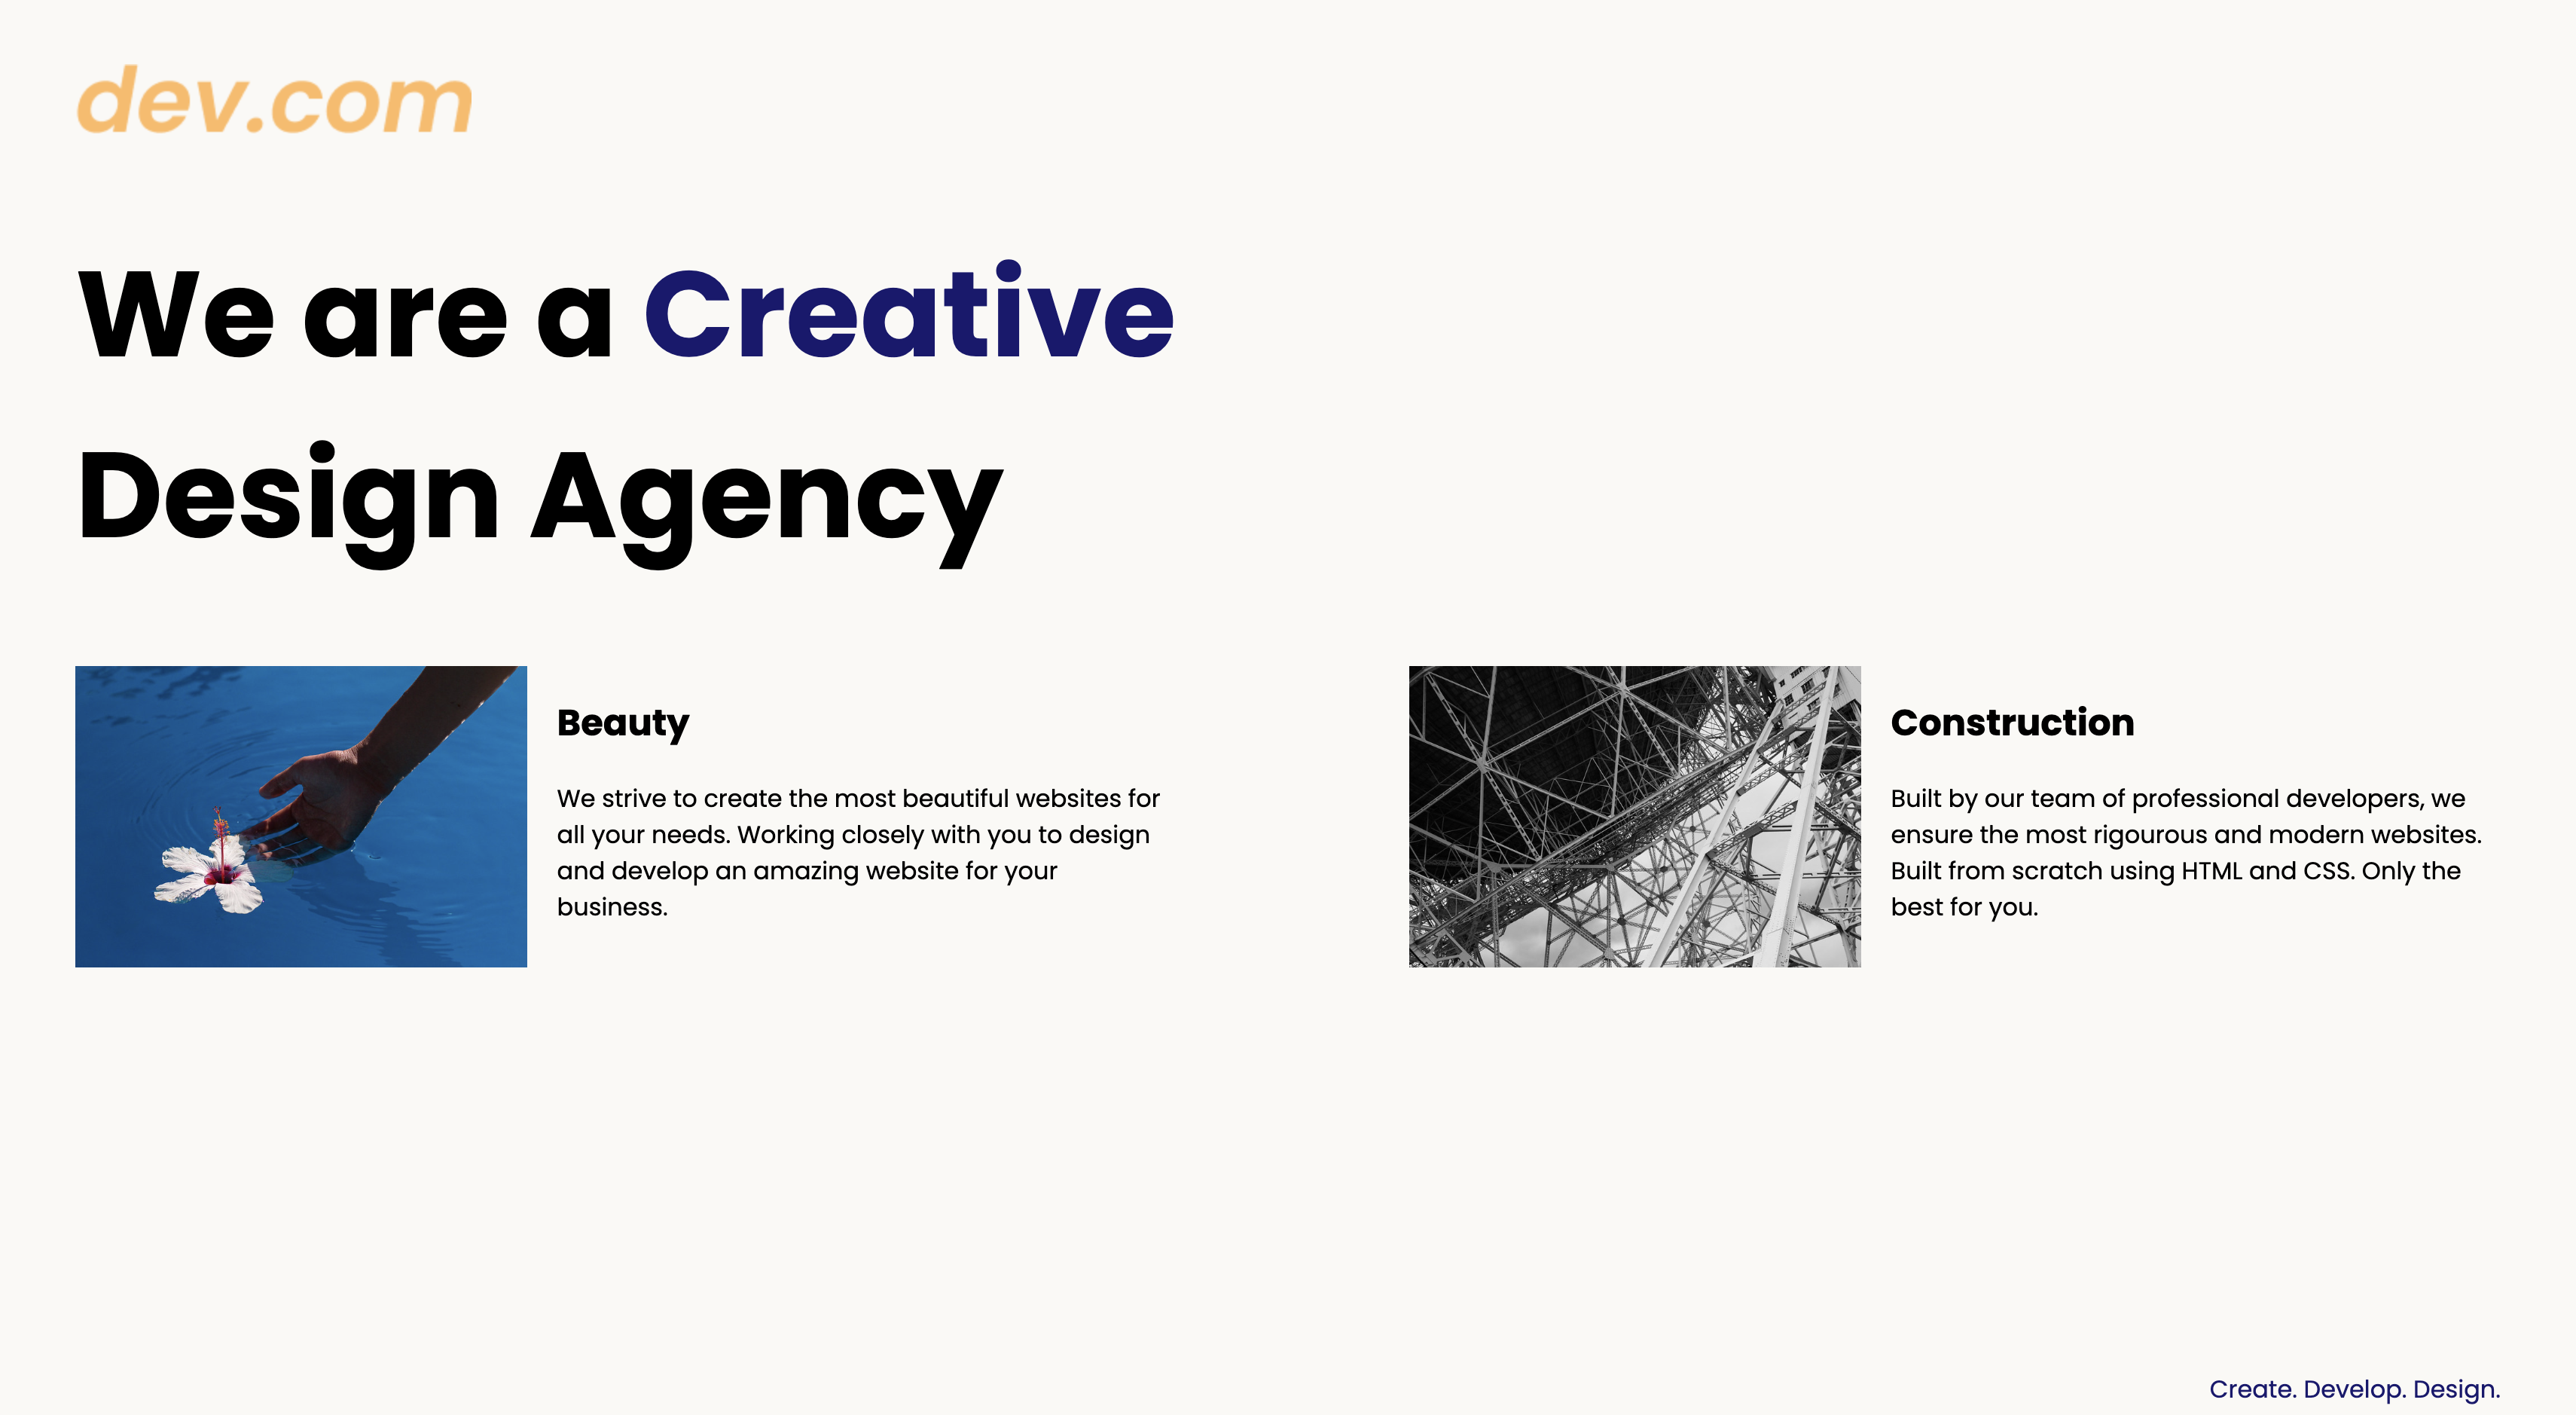 dev.com
We are a Creative
Design Agency
Beauty
We strive to create the most beautiful websites for
all your needs. Working closely with you to design
and develop an amazing website for your
business.
Construction
Built by our team of professional developers, we
ensure the most rigourous and modern websites.
Built from scratch using HTML and CSS. Only the
best for you.
Create. Develop. Design.